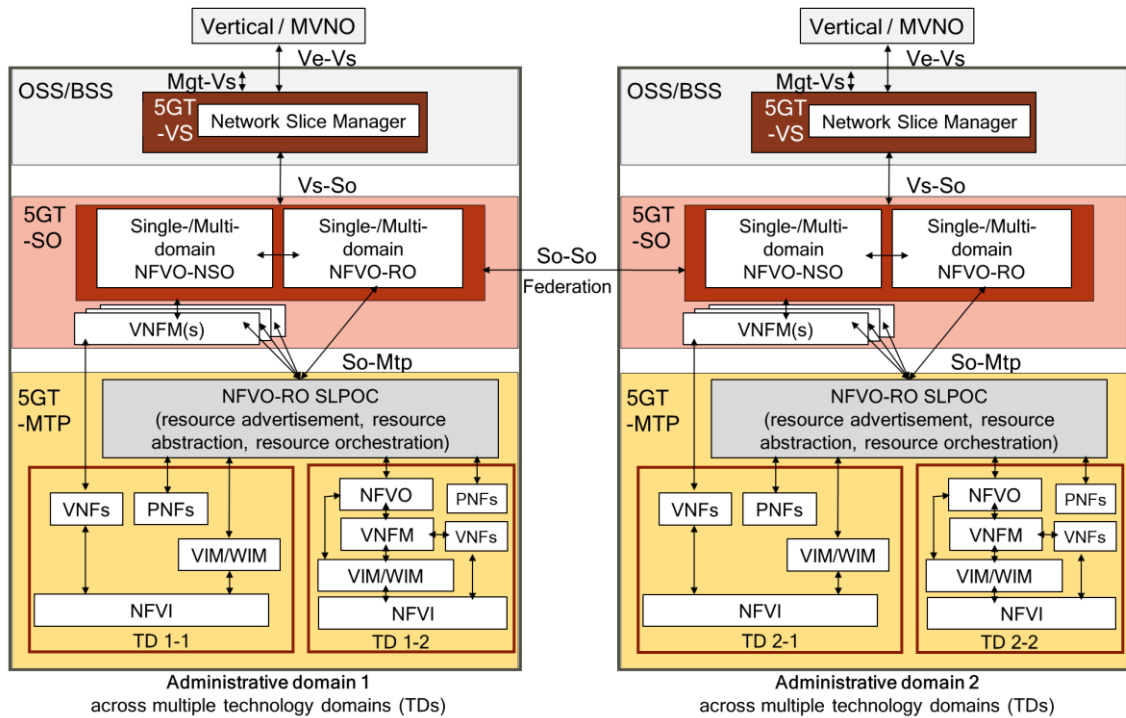 Vertical / MVNO
Ve-Vs
Mgt-Vs
OSS/BSS
5GT
-VS
Network Slice Manager
Vs-So
5GT
-SO
Single-/Multi-
domain
NFVO-NSO
Single-/Multi-
domain
NFVO-RO
VNFM(s)
So-Mtp
5GT
-MTP
NFVO-RO SLPOC
(resource advertisement, resource
abstraction, resource orchestration)
VNFs
PNFs
VIM/WIM
NFVI
TD 1-1
NFVO
PNFs
VNFM
VNFs
VIM/WIM
NFVI
TD 1-2
Administrative domain 1
across multiple technology domains (TDs)
So-So
Federation
Vertical / MVNO
Ve-Vs
Mgt-Vs
OSS/BSS
5GT
-VS
Network Slice Manager
Vs-So
5GT
-SO
Single-/Multi-
domain
NFVO-NSO
Single-/Multi-
domain
NFVO-RO
VNFM(s)
So-Mtp
5GT
-MTP
NFVO-RO SLPOC
(resource advertisement, resource
abstraction, resource orchestration)
VNFs
PNFs
VIM/WIM
NFVI
TD 2-1
NFVO
PNFs
VNFM
VNFs
VIM/WIM
NFVI
TD 2-2
Administrative domain 2
across multiple technology domains (TDs)